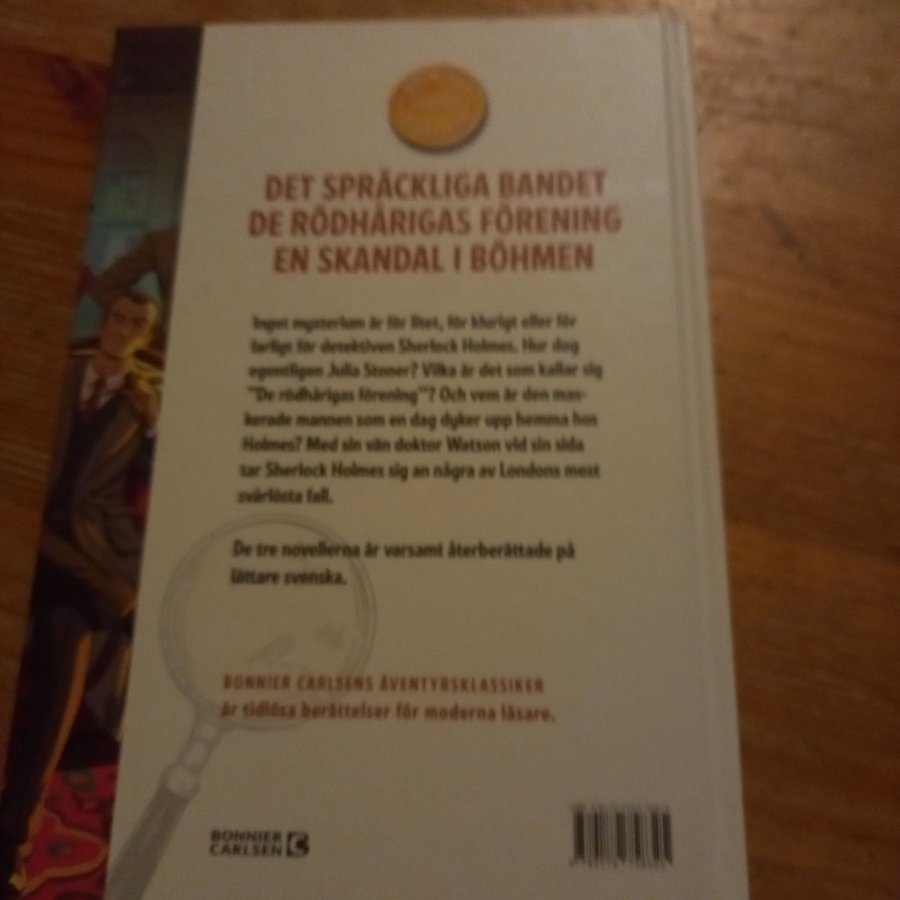 DET SPRÄCKLIGA BANDET
DE RÖDHÅRIGAS FÖRENING
EN SKANDAL I BÖHMEN
Inget mysterium är för litet, för klurigt eller för
farligt för detektiven Sherlock Holmes. Hur dog
egentligen Julia Stoner? Vilka är det som kallar sig
"De rödhårigas förening"? Och vem är den mas-
kerade mannen som en dag dyker upp hemma hos
Holmes? Med sin vän doktor Watson vid sin sida
tar Sherlock Holmes sig an några av Londons mest
svårlösta fall.
De tre novellerna är varsamt återberättade på
lättare svenska.
BONNIER CARLSENS ÄVENTYRSKLASSIKER
är tidlösa berättelser för moderna läsare.
BONNIER
CARLSEN